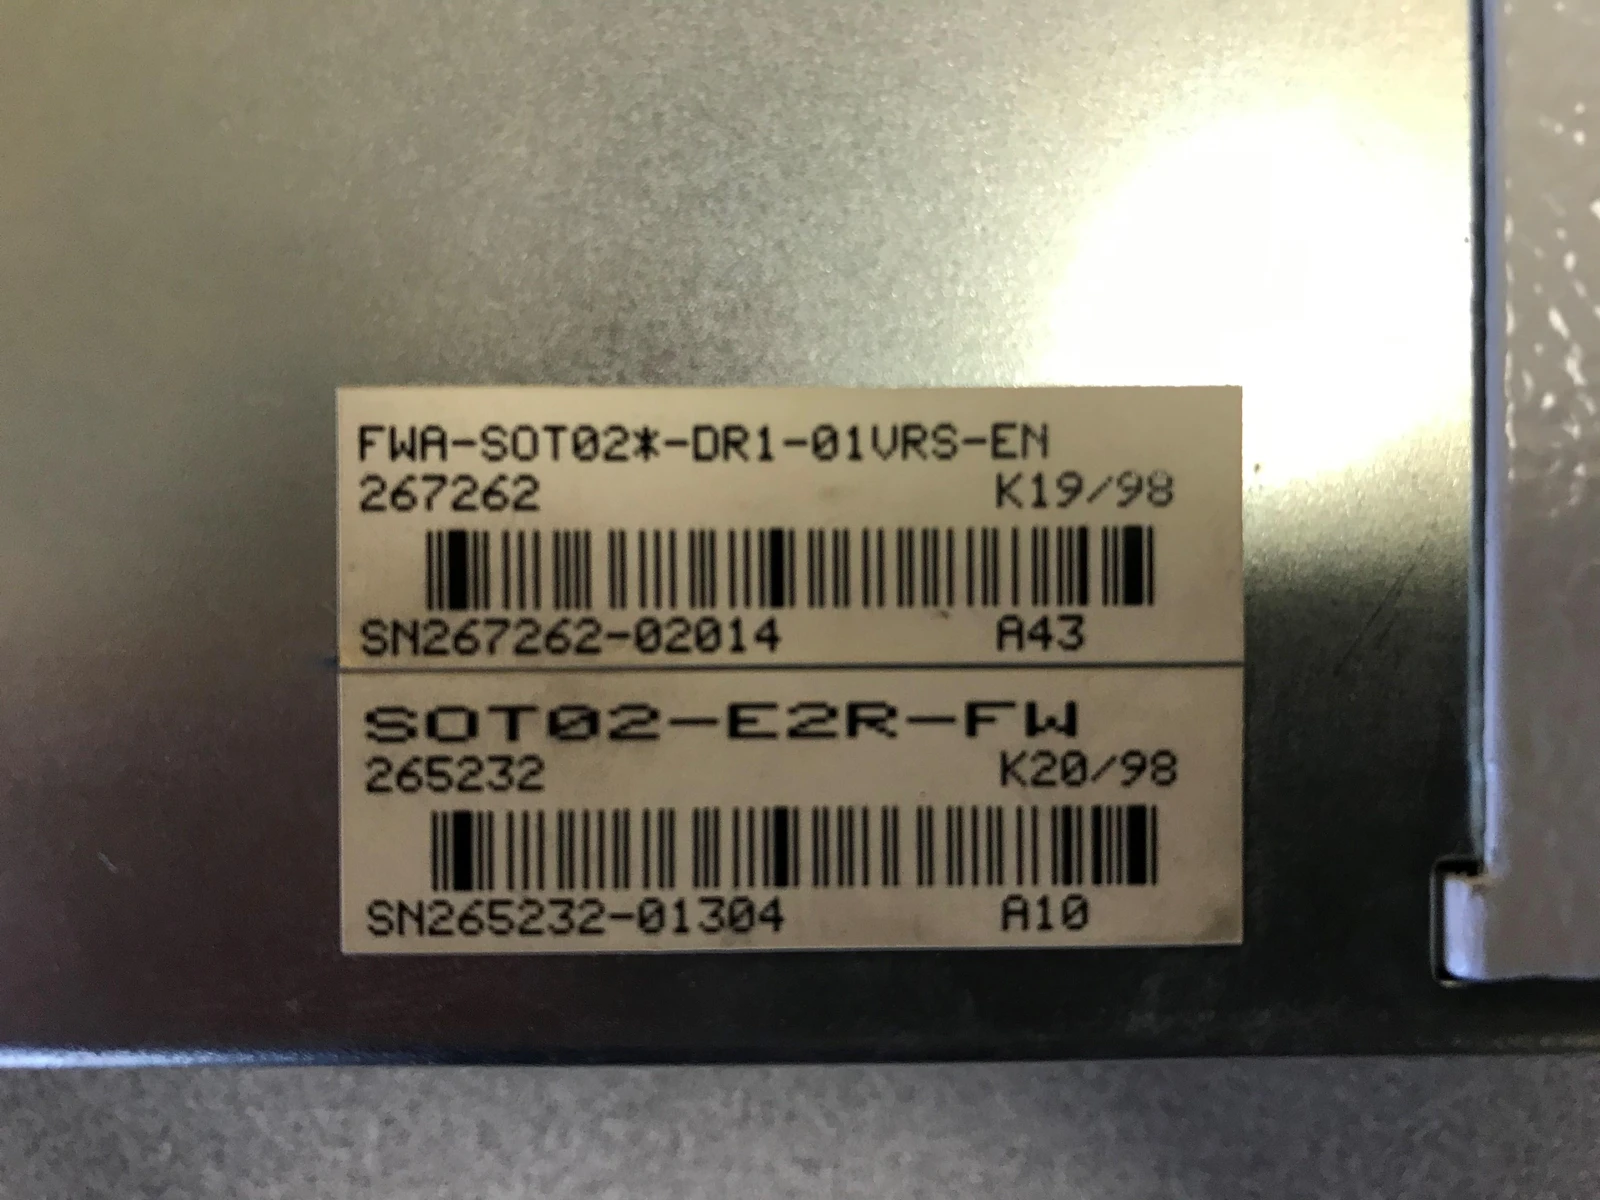 FWA-SOT02*-DR1-01VRS-EN
267262 K19/98
SN267262-02014 A43
SOT02-E2R-FW
265232 K20/98
SN265232-01304 A10